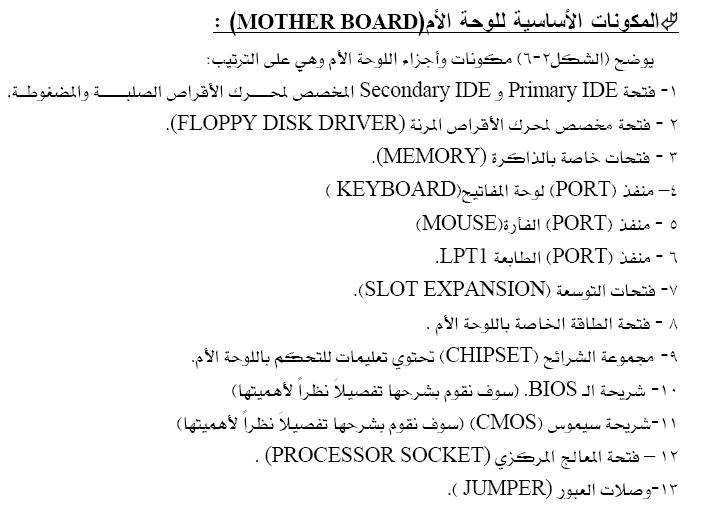 المكونات الأساسية للوحة الأم(MOTHER BOARD) :
يوضح (الشكل٢-٦) مكونات وأجزاء اللوحة الأم وهي على الترتيب:
١- فتحة Primary IDE و Secondary IDE المخصص لمحرك الأقراص الصلبة والمضغوطة.
٢ - فتحة مخصص لمحرك الأقراص المرنة (FLOPPY DISK DRIVER).
٣ - فتحات خاصة بالذاكرة (MEMORY).
٤– منفذ (PORT) لوحة المفاتيح(KEYBOARD )
٥ - منفذ (PORT) الفأرة(MOUSE)
٦ - منفذ (PORT) الطابعة LPT1.
٧- فتحات التوسعة (SLOT EXPANSION).
٨ - فتحة الطاقة الخاصة باللوحة الأم .
٩- مجموعة الشرائح (CHIPSET) تحتوي تعليمات للتحكم باللوحة الأم.
١٠- شريحة الـ BIOS. (سوف نقوم بشرحها تفصيلاً نظراً لأهميتها)
١١-شريحة سيموس (CMOS) (سوف نقوم بشرحها تفصيلاً نظراً لأهميتها)
١٢ – فتحة المعالج المركزي (PROCESSOR SOCKET) .
١٣-وصلات العبور (JUMPER ).